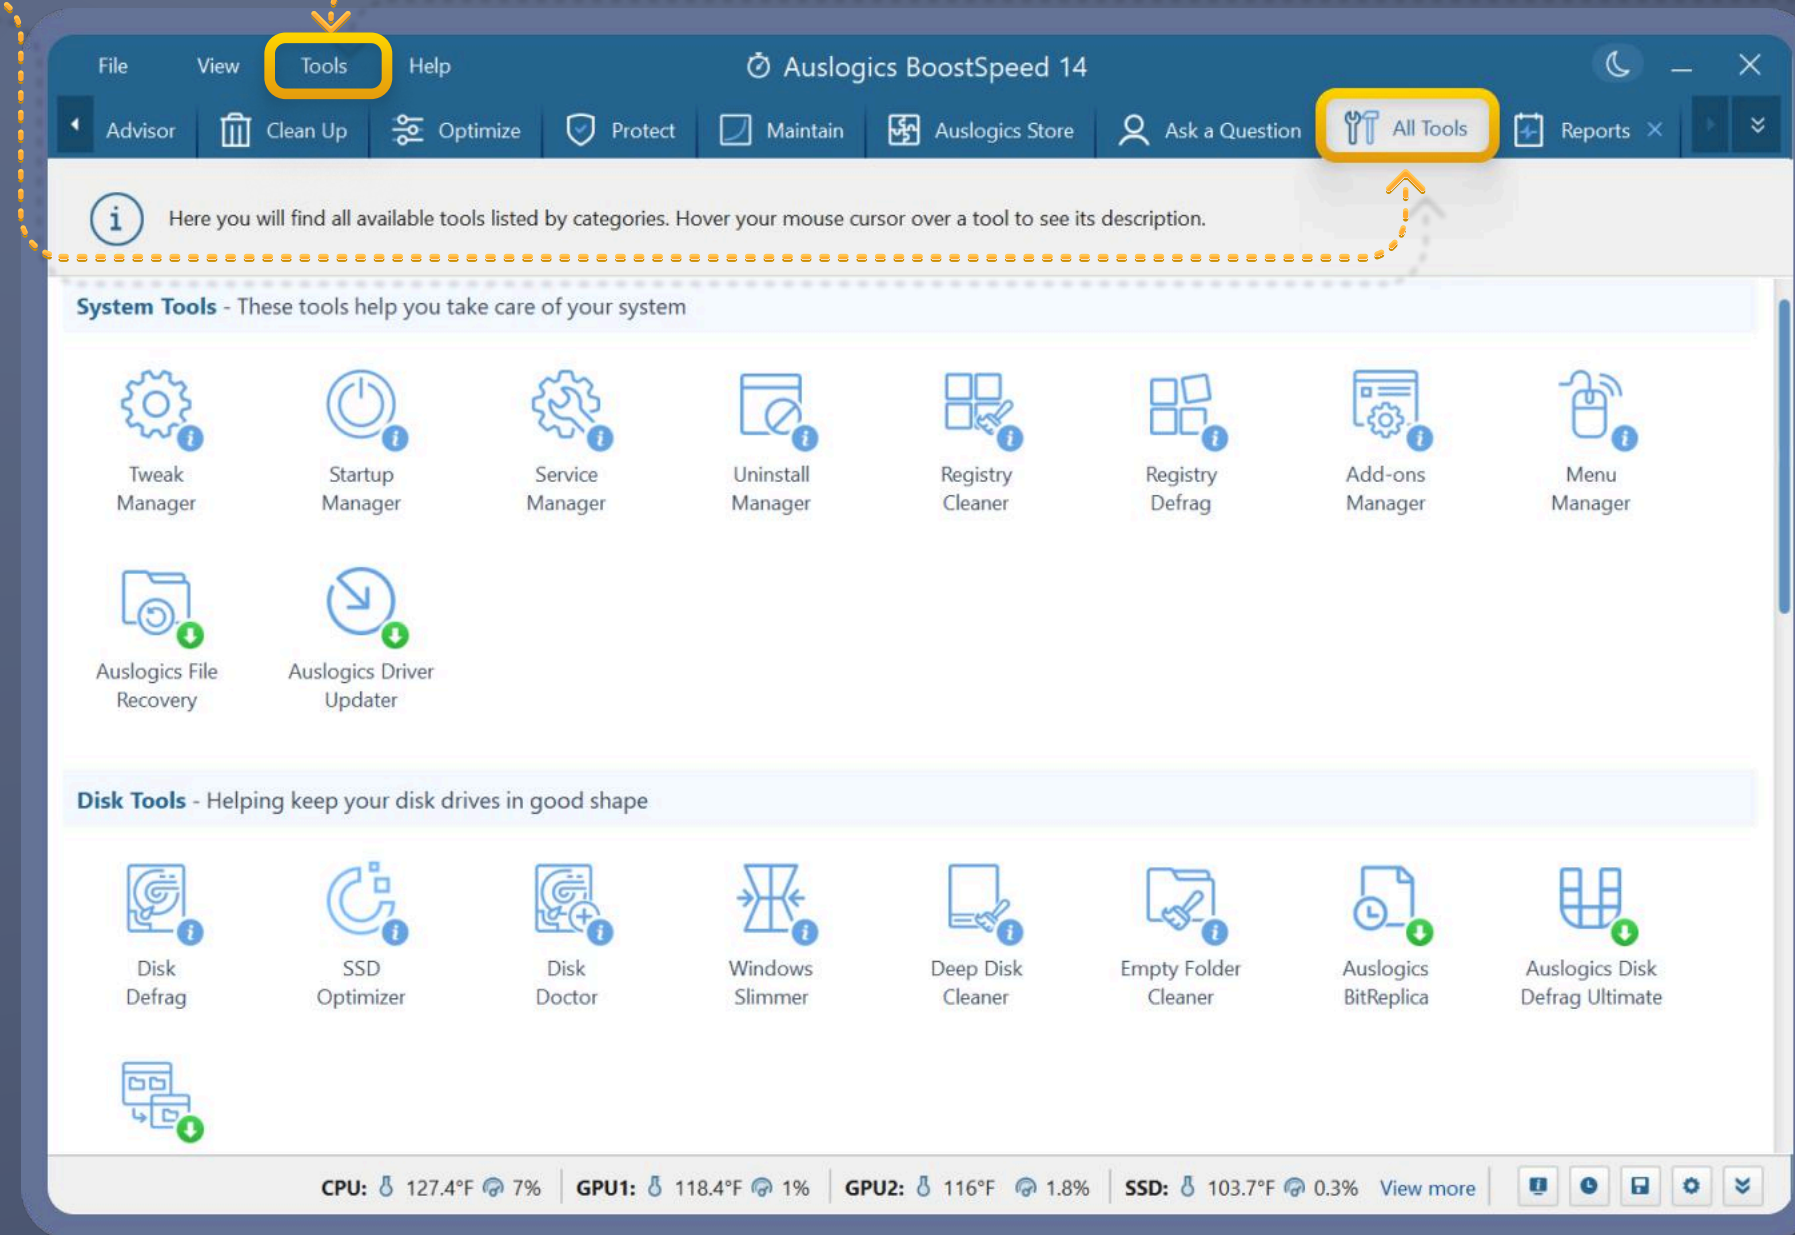 File View Tools Help Auslogics BoostSpeed 14
Advisor Clean Up Optimize Protect Maintain Auslogics Store Ask a Question All Tools Reports
Here you will find all available tools listed by categories. Hover your mouse cursor over a tool to see its description.
System Tools - These tools help you take care of your system
Tweak Manager
Startup Manager
Service Manager
Uninstall Manager
Registry Cleaner
Registry Defrag
Add-ons Manager
Menu Manager
Auslogics File Recovery
Auslogics Driver Updater
Disk Tools - Helping keep your disk drives in good shape
Disk Defrag
SSD Optimizer
Disk Doctor
Windows Slimmer
Deep Disk Cleaner
Empty Folder Cleaner
Auslogics BitReplica
Auslogics Disk Defrag Ultimate
CPU: 127.4°F 7% GPU1: 118.4°F 1% GPU2: 116°F 1.8% SSD: 103.7°F 0.3% View more